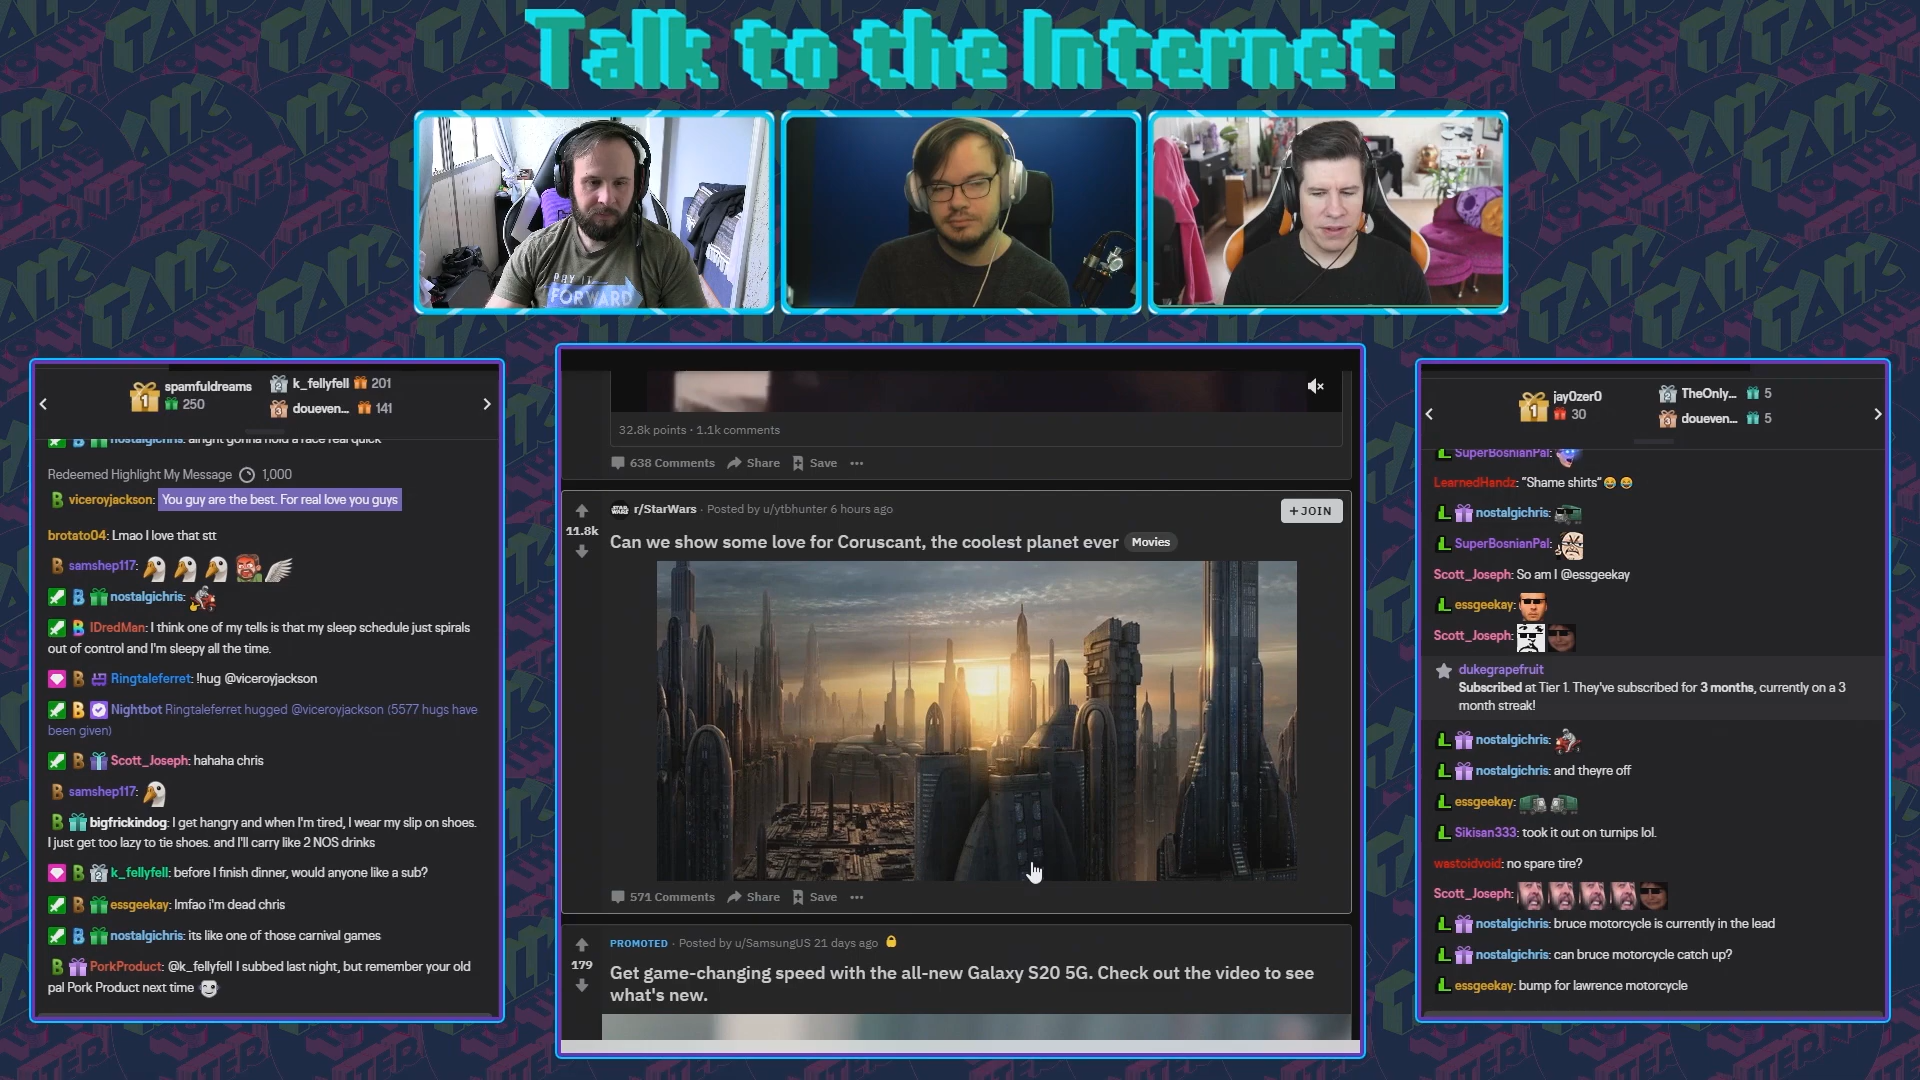 Talk to the Internet
PAY IT
FORWARD
spamfuldreams
250
k_fellyfell 201
doueven... 141
nostalgichris: alright gonna hold a race real quick
Redeemed Highlight My Message 1,000
viceroyjackson: You guy are the best. For real love you guys
brotato04: Lmao I love that stt
samshep117:
nostalgichris:
IDredMan: I think one of my tells is that my sleep schedule just spirals
out of control and I'm sleepy all the time.
Ringtaleferret: !hug @viceroyjackson
Nightbot Ringtaleferret hugged @viceroyjackson (5577 hugs have
been given)
Scott_Joseph: hahaha chris
samshep117:
bigfrickindog: I get hangry and when I'm tired, I wear my slip on shoes.
I just get too lazy to tie shoes. and I'll carry like 2 NOS drinks
k_fellyfell: before I finish dinner, would anyone like a sub?
essgeekay: lmfao i'm dead chris
nostalgichris: its like one of those carnival games
PorkProduct: @k_fellyfell I subbed last night, but remember your old
pal Pork Product next time
32.8k points · 1.1k comments
638 Comments Share Save
r/StarWars · Posted by u/ytbhunter 6 hours ago
+JOIN
11.8k
Can we show some love for Coruscant, the coolest planet ever Movies
571 Comments Share Save
PROMOTED · Posted by u/SamsungUS 21 days ago
179
Get game-changing speed with the all-new Galaxy S20 5G. Check out the video to see
what's new.
jay0zer0
30
TheOnly... 5
doueven... 5
SuperBosnianPal:
LearnedHandz: "Shame shirts"
nostalgichris:
SuperBosnianPal:
Scott_Joseph: So am I @essgeekay
essgeekay:
Scott_Joseph:
dukegrapefruit
Subscribed at Tier 1. They've subscribed for 3 months, currently on a 3
month streak!
nostalgichris:
nostalgichris: and theyre off
essgeekay:
Sikisan333: took it out on turnips lol.
wastoidvoid: no spare tire?
Scott_Joseph:
nostalgichris: bruce motorcycle is currently in the lead
nostalgichris: can bruce motorcycle catch up?
essgeekay: bump for lawrence motorcycle